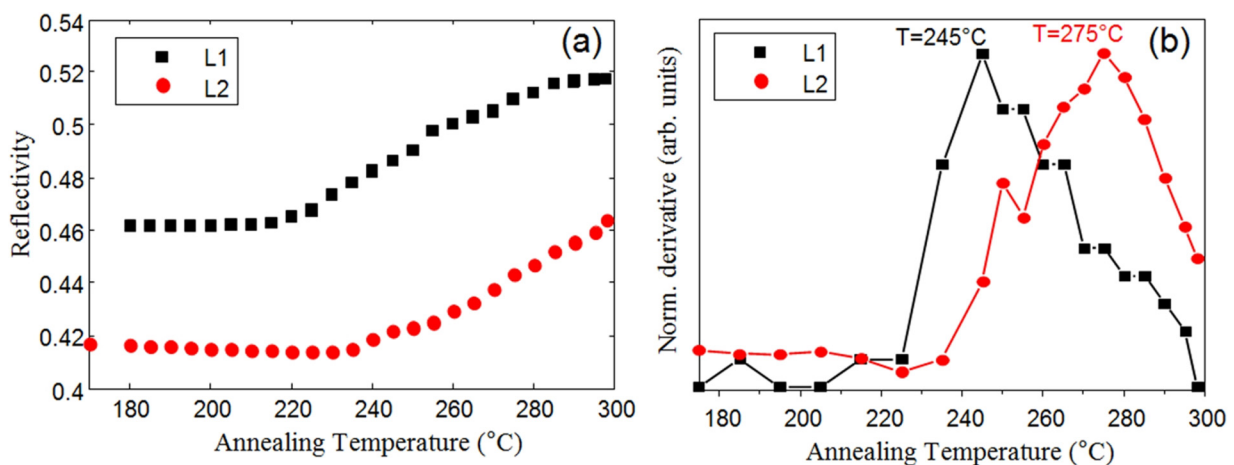 (a)
L1
L2
0.54
0.52
0.5
0.48
0.46
0.44
0.42
0.4
Reflectivity
180 200 220 240 260 280 300
Annealing Temperature (°C)
(b)
T=245°C T=275°C
L1
L2
Norm. derivative (arb. units)
180 200 220 240 260 280 300
Annealing Temperature (°C)